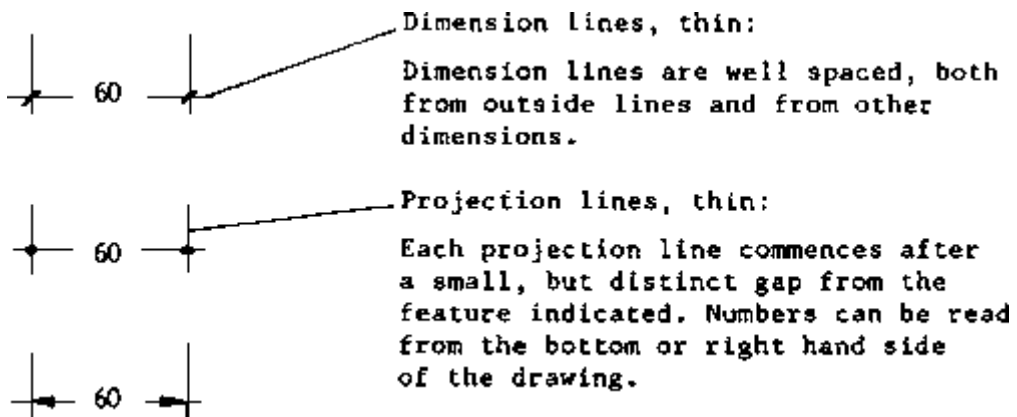 Dimension lines, thin:
Dimension lines are well spaced, both
from outside lines and from other
dimensions.
60
Projection lines, thin:
Each projection line commences after
a small, but distinct gap from the
feature indicated. Numbers can be read
from the bottom or right hand side
of the drawing.
60
60